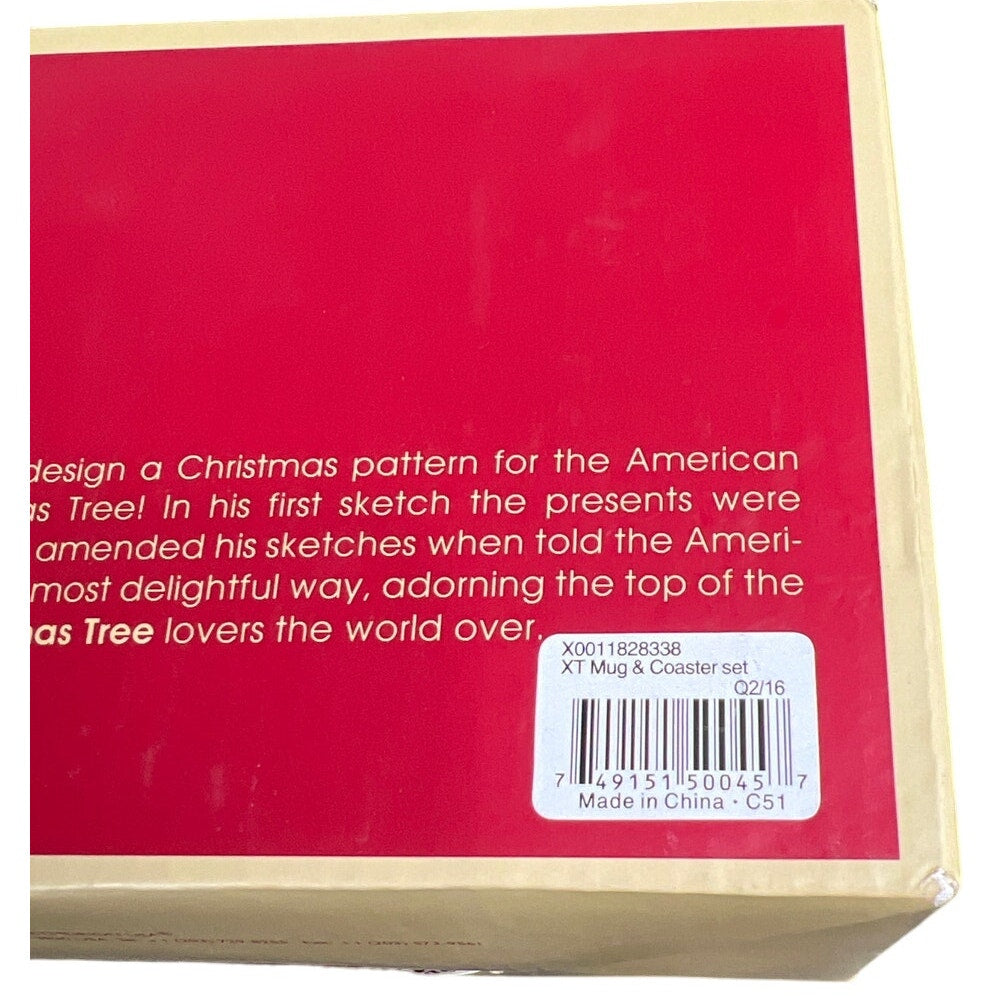 design a Christmas pattern for the American
as Tree! In his first sketch the presents were
amended his sketches when told the Ameri-
most delightful way, adorning the top of the
as Tree lovers the world over.
X0011828338
XT Mug & Coaster set
Q2/16
7 49151 50045 7
Made in China · C51